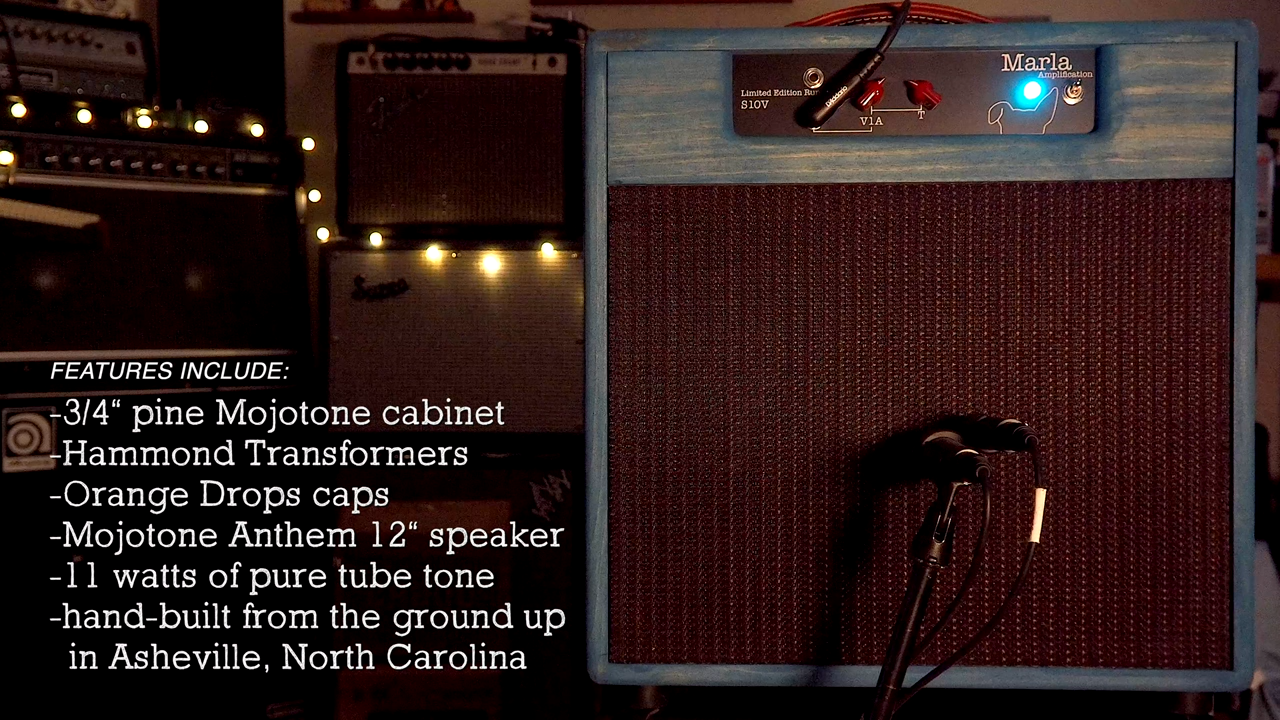 Marla
Amplification
Limited Edition
S10V
V1A
T
D'Addario
Supro
FEATURES INCLUDE:
-3/4“ pine Mojotone cabinet
-Hammond Transformers
-Orange Drops caps
-Mojotone Anthem 12“ speaker
-11 watts of pure tube tone
-hand-built from the ground up
in Asheville, North Carolina